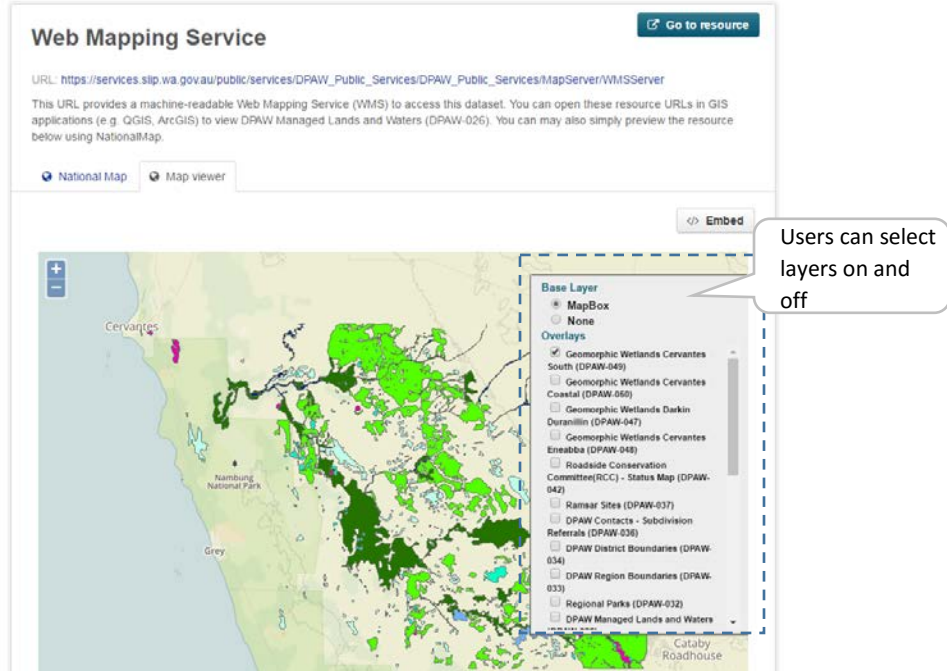 Web Mapping Service
Go to resource
URL: https://services.slip.wa.gov.au/public/services/DPAW_Public_Services/DPAW_Public_Services/MapServer/WMSServer
This URL provides a machine-readable Web Mapping Service (WMS) to access this dataset. You can open these resource URLs in GIS
applications (e.g. QGIS, ArcGIS) to view DPAW Managed Lands and Waters (DPAW-026). You can may also simply preview the resource
below using NationalMap.
National Map
Map viewer
</> Embed
Users can select
layers on and
off
+
−
Base Layer
MapBox
None
Overlays
Geomorphic Wetlands Cervantes
South (DPAW-049)
Geomorphic Wetlands Cervantes
Coastal (DPAW-050)
Geomorphic Wetlands Darkin
Duranillin (DPAW-047)
Geomorphic Wetlands Cervantes
Eneabba (DPAW-048)
Roadside Conservation
Committee(RCC) - Status Map (DPAW-
042)
Ramsar Sites (DPAW-037)
DPAW Contacts - Subdivision
Referrals (DPAW-036)
DPAW District Boundaries (DPAW-
034)
DPAW Region Boundaries (DPAW-
033)
Regional Parks (DPAW-032)
DPAW Managed Lands and Waters
Cervantes
Nambung
National Park
Grey
Cataby
Roadhouse